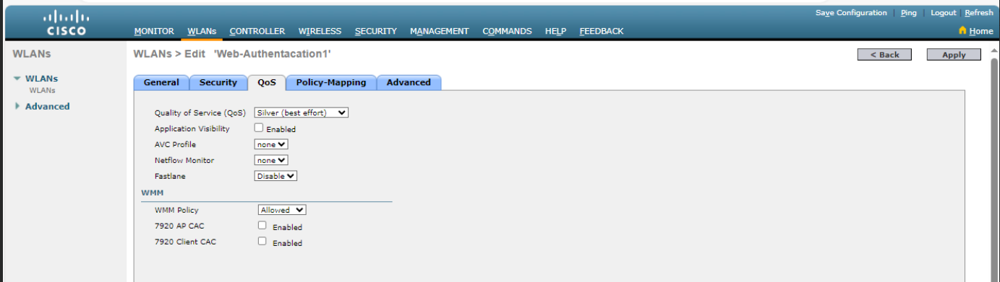 Save Configuration Ping Logout Refresh
CISCO MONITOR WLANs CONTROLLER WIRELESS SECURITY MANAGEMENT COMMANDS HELP FEEDBACK Home
WLANs
WLANs > Edit 'Web-Authentacation1'
< Back Apply
WLANs
WLANs
Advanced
General Security QoS Policy-Mapping Advanced
Quality of Service (QoS) Silver (best effort)
Application Visibility Enabled
AVC Profile none
Netflow Monitor none
Fastlane Disable
WMM
WMM Policy Allowed
7920 AP CAC Enabled
7920 Client CAC Enabled